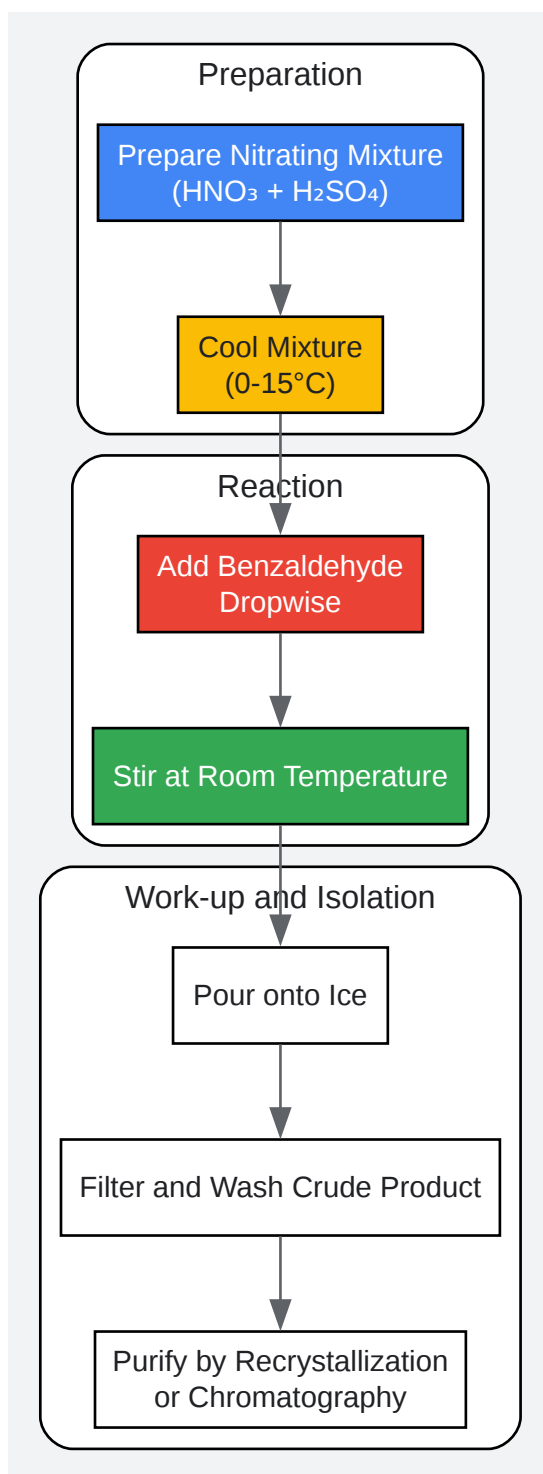 Preparation
Prepare Nitrating Mixture
(HNO₃ + H₂SO₄)
Cool Mixture
(0-15°C)
Reaction
Add Benzaldehyde
Dropwise
Stir at Room Temperature
Work-up and Isolation
Pour onto Ice
Filter and Wash Crude Product
Purify by Recrystallization
or Chromatography